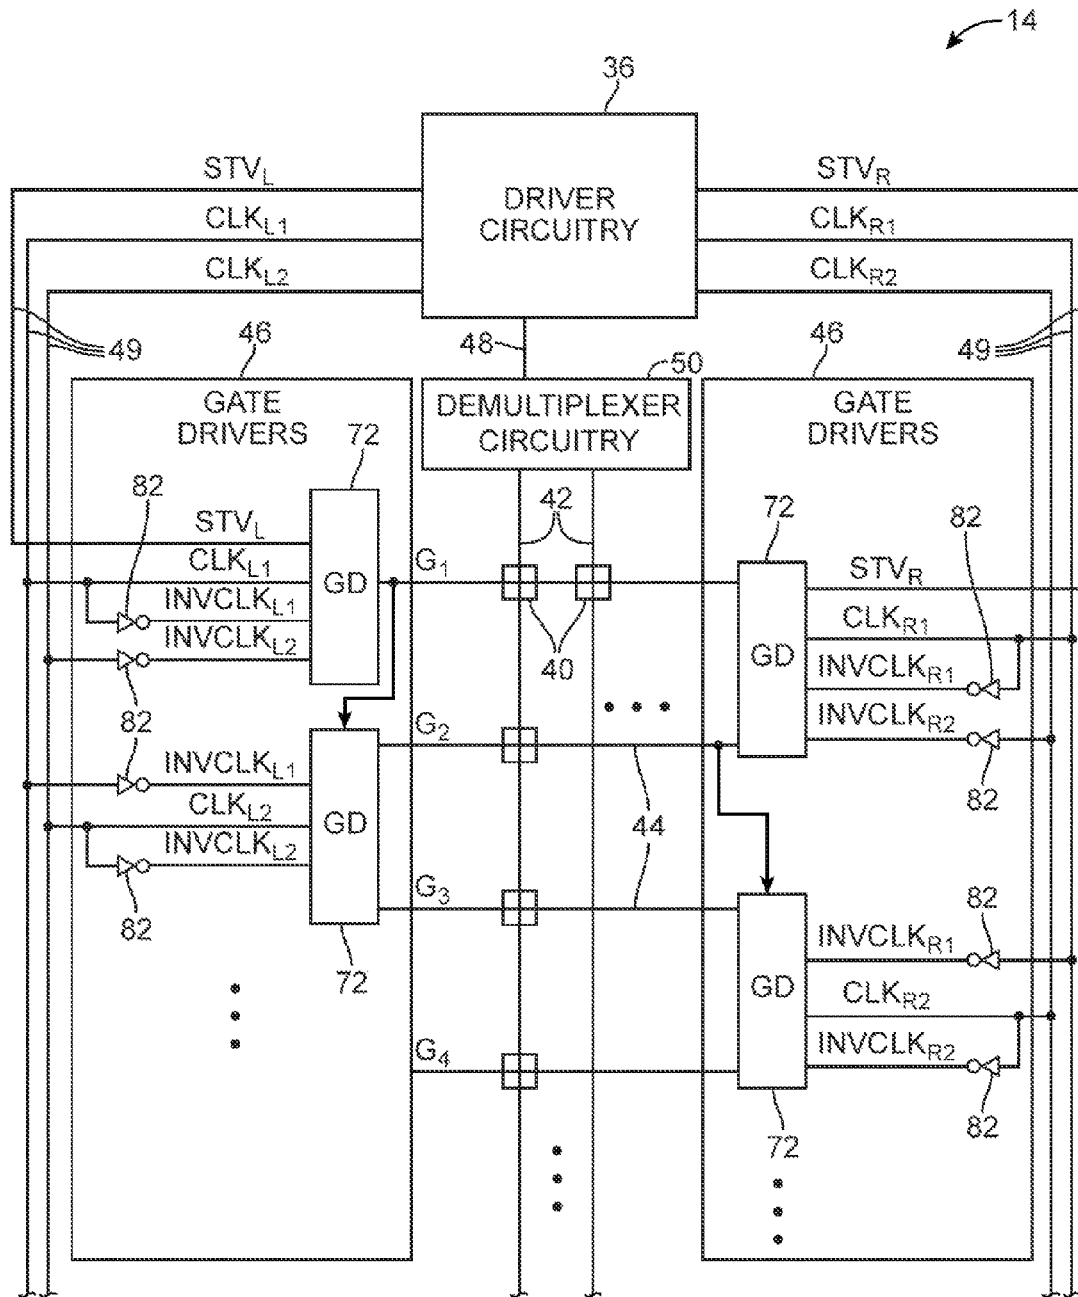 14
36
STV_L
STV_R
DRIVER
CIRCUITRY
CLK_L1
CLK_R1
CLK_L2
CLK_R2
49
46
48
50
46
49
GATE
DRIVERS
DEMULTIPLEXER
CIRCUITRY
GATE
DRIVERS
72
82
42
72
82
STV_L
CLK_L1
INVCLK_L1
INVCLK_L2
GD
G_1
40
STV_R
CLK_R1
INVCLK_R1
INVCLK_R2
GD
82
82
G_2
INVCLK_L1
CLK_L2
INVCLK_L2
GD
44
82
72
G_3
82
INVCLK_R1
CLK_R2
INVCLK_R2
GD
G_4
82
72